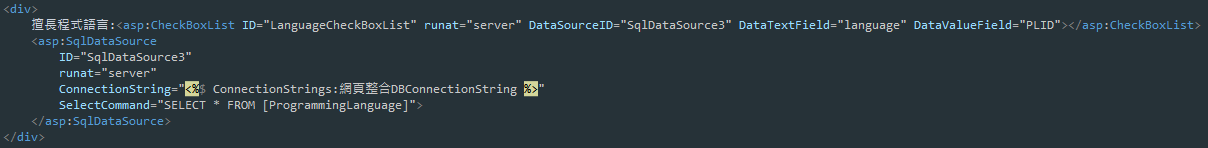 <div>
擅長程式語言:<asp:CheckBoxList ID="LanguageCheckBoxList" runat="server" DataSourceID="SqlDataSource3" DataTextField="language" DataValueField="PLID"></asp:CheckBoxList>
<asp:SqlDataSource
ID="SqlDataSource3"
runat="server"
ConnectionString="<%$ ConnectionStrings:網頁整合DBConnectionString %>"
SelectCommand="SELECT * FROM [ProgrammingLanguage]">
</asp:SqlDataSource>
</div>